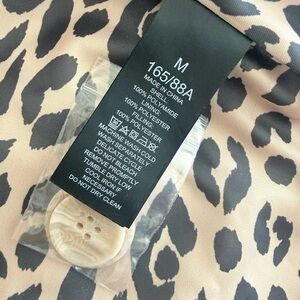 M
165/88A
MADE IN CHINA
SHELL:
100% POLYAMIDE
LINING:
100% POLYESTER
FILLING:
100% POLYESTER
MACHINE WASH COLD
WASH SEPARATELY
DELICATE CYCLE
DO NOT BLEACH
REMOVE PROMPTLY
TUMBLE DRY LOW
COOL IRON IF
NECESSARY
DO NOT DRY CLEAN